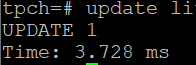 tpch=# update li
UPDATE 1
Time: 3.728 ms